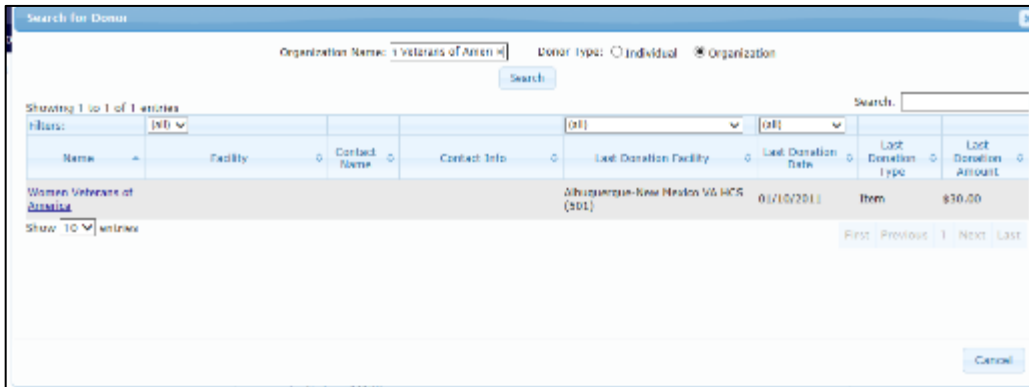 Search for Donor
Organization Name: n Veterans of Ameri Donor Type: Individual Organization
Search
Showing 1 to 1 of 1 entries Search:
Filters: (all) (all) (all)
Name Facility Contact Name Contact Info Last Donation Facility Last Donation Date Last Donation Type Last Donation Amount
Women Veterans of America Albuquerque-New Mexico VA HCS (501) 01/10/2011 Item $30.00
Show 10 entries
First Previous 1 Next Last
Cancel